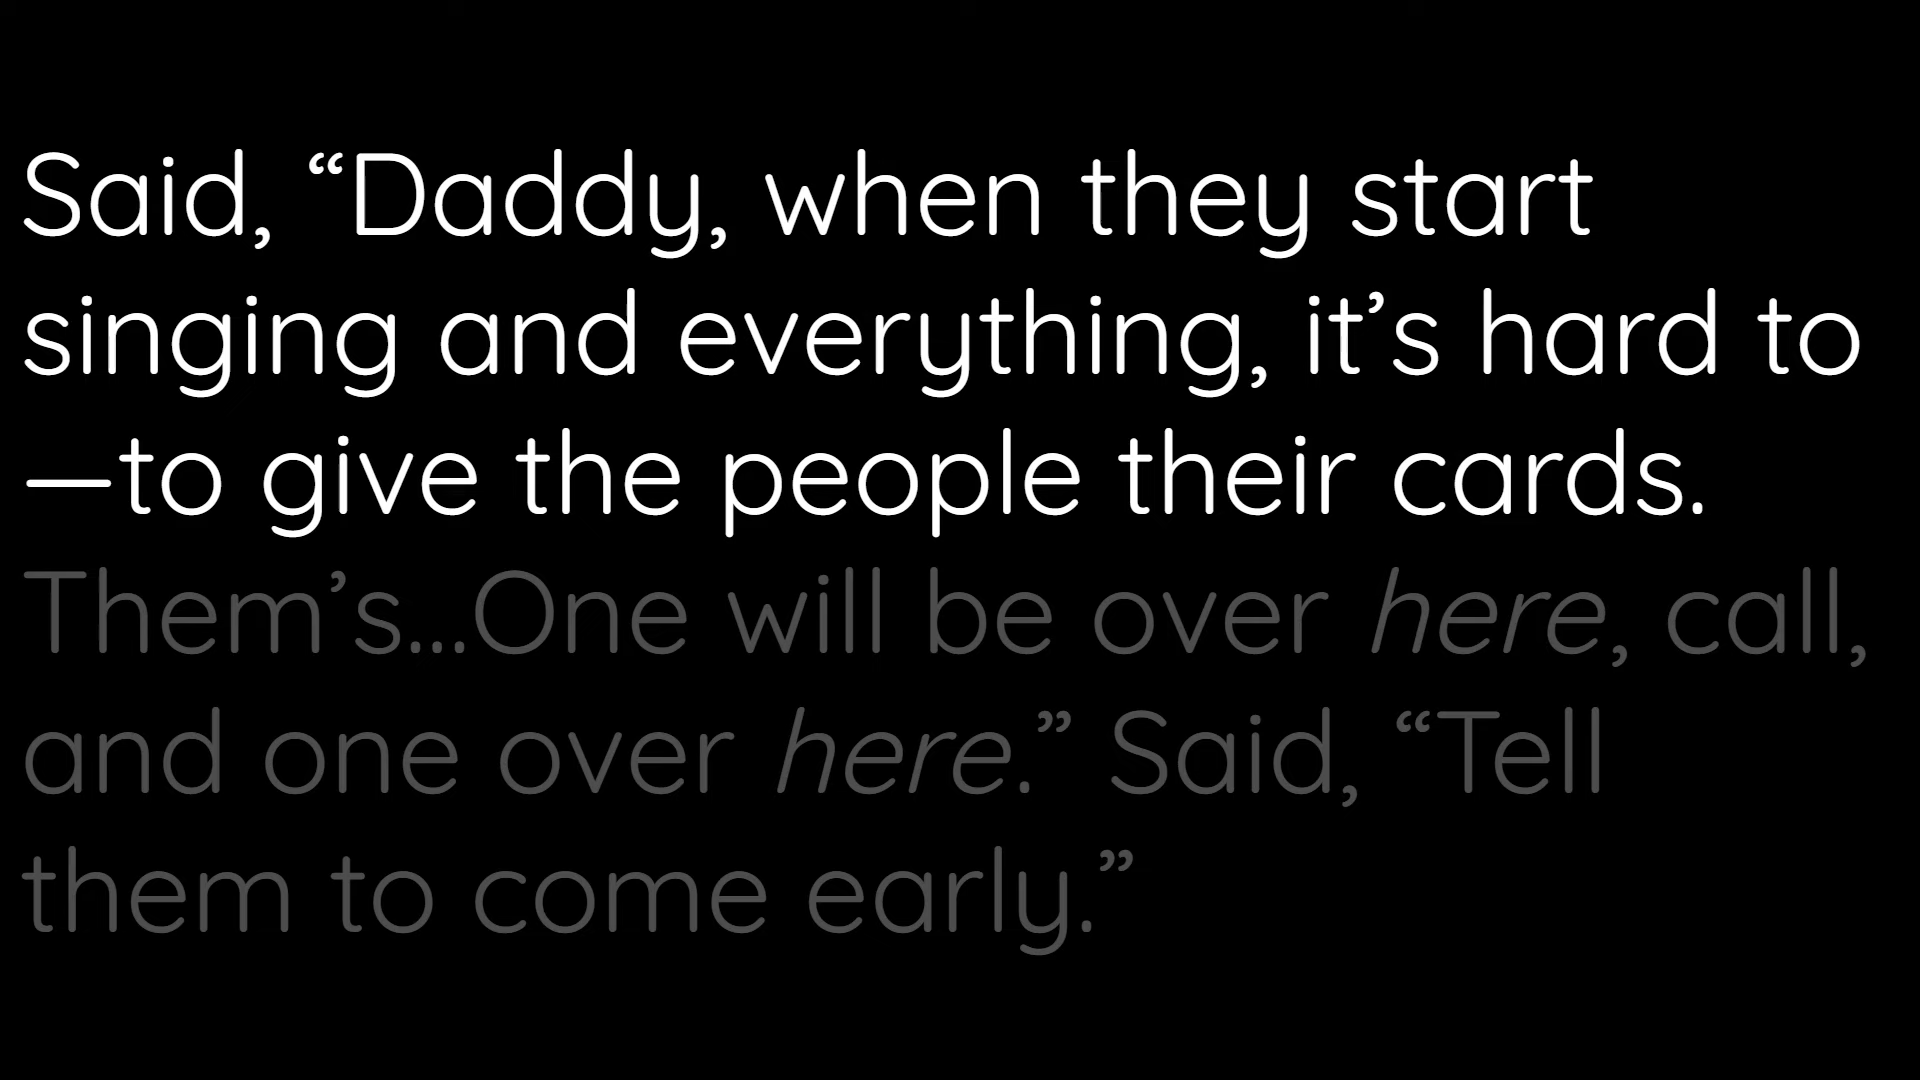 Said, “Daddy, when they start
singing and everything, it’s hard to
—to give the people their cards.
Them’s...One will be over here, call,
and one over here.” Said, “Tell
them to come early.”